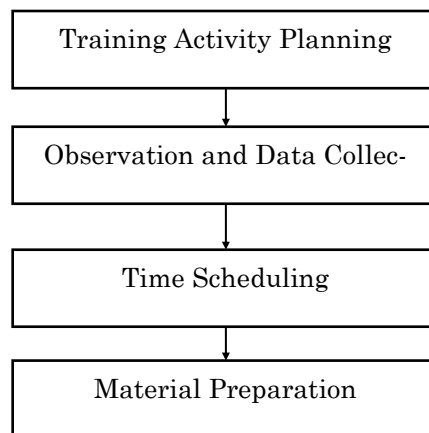 Training Activity Planning
Observation and Data Collec-
Time Scheduling
Material Preparation